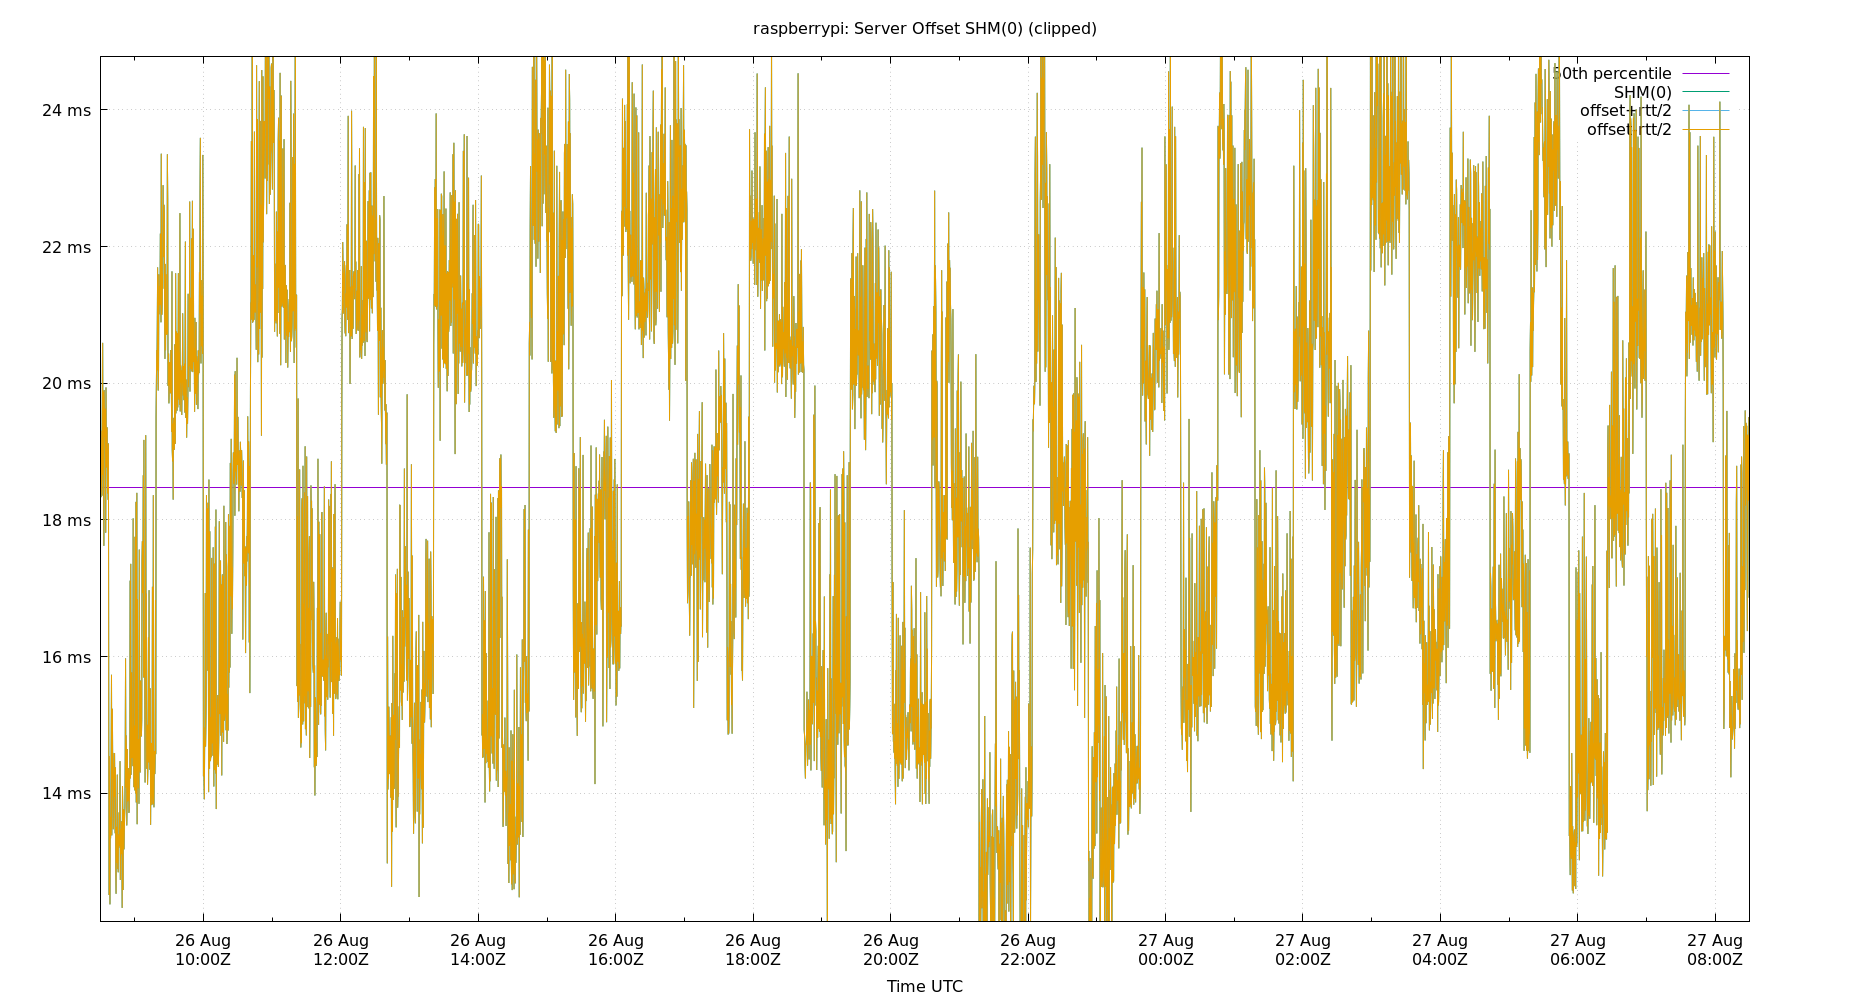 raspberrypi: Server Offset SHM(0) (clipped)
50th percentile
SHM(0)
offset+rtt/2
offset-rtt/2
24 ms
22 ms
20 ms
18 ms
16 ms
14 ms
26 Aug 26 Aug 26 Aug 26 Aug 26 Aug 26 Aug 26 Aug 27 Aug 27 Aug 27 Aug 27 Aug 27 Aug
10:00Z 12:00Z 14:00Z 16:00Z 18:00Z 20:00Z 22:00Z 00:00Z 02:00Z 04:00Z 06:00Z 08:00Z
Time UTC